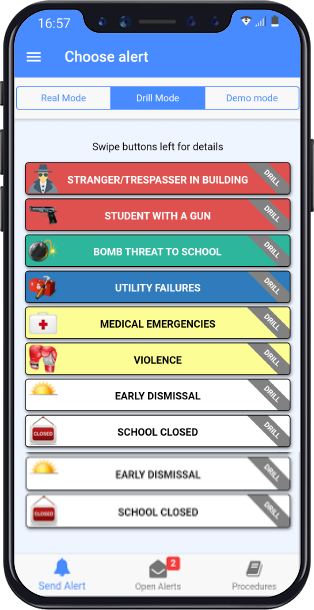 16:57
Choose alert
Real Mode Drill Mode Demo mode
Swipe buttons left for details
STRANGER/TRESPASSER IN BUILDING DRILL
STUDENT WITH A GUN DRILL
BOMB THREAT TO SCHOOL DRILL
UTILITY FAILURES DRILL
MEDICAL EMERGENCIES DRILL
VIOLENCE DRILL
EARLY DISMISSAL DRILL
CLOSED SCHOOL CLOSED DRILL
EARLY DISMISSAL DRILL
CLOSED SCHOOL CLOSED DRILL
2
Send Alert Open Alerts Procedures